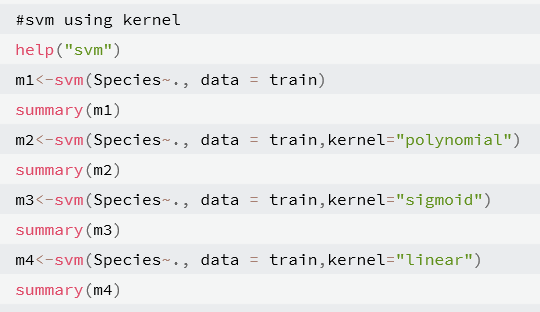 #svm using kernel
help("svm")
m1<-svm(Species~., data = train)
summary(m1)
m2<-svm(Species~., data = train,kernel="polynomial")
summary(m2)
m3<-svm(Species~., data = train,kernel="sigmoid")
summary(m3)
m4<-svm(Species~., data = train,kernel="linear")
summary(m4)